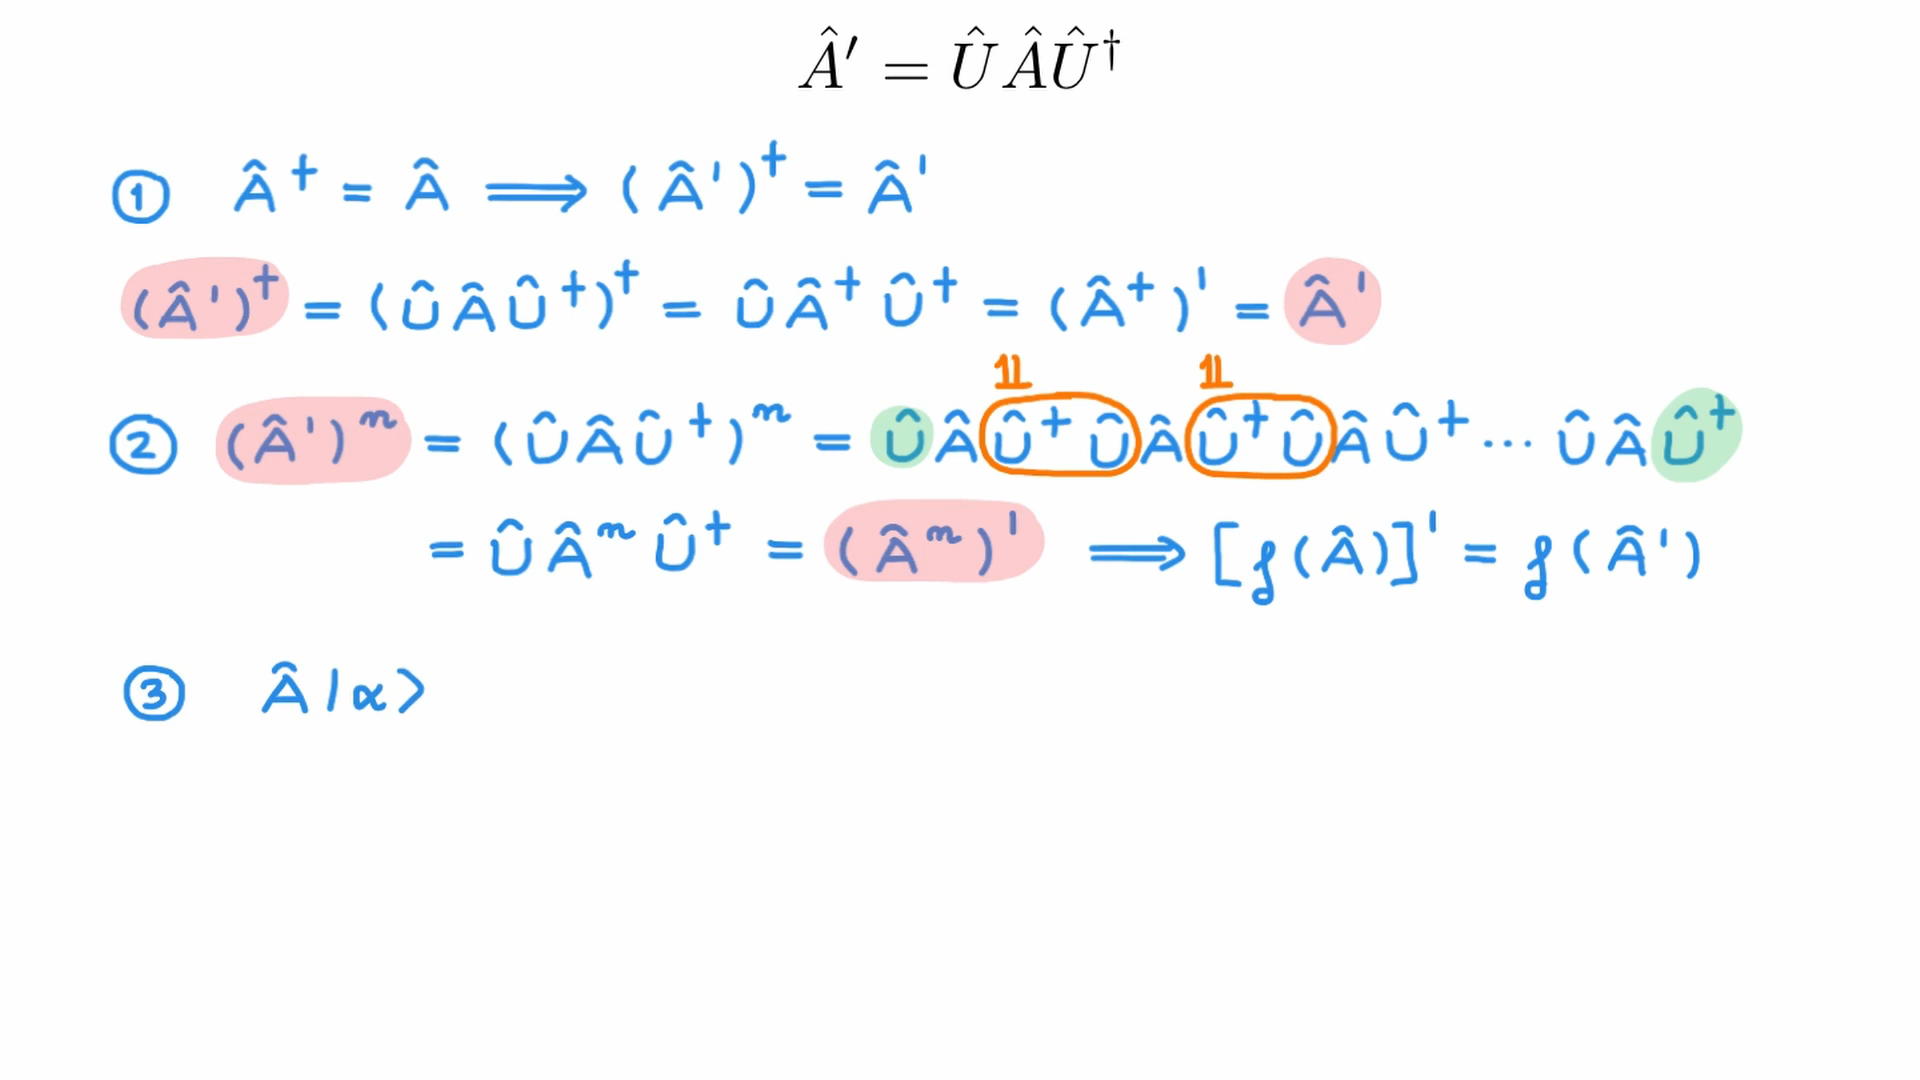 Â′ = ÛÂÛ†
① Â† = Â ⟹ (Â')† = Â'
(Â')† = (ÛÂÛ†)† = ÛÂ†Û† = (Â†)' = Â'
𝟙 𝟙
② (Â')ⁿ = (ÛÂÛ†)ⁿ = ÛÂÛ†ÛÂÛ†ÛÂÛ†···ÛÂÛ†
= ÛÂⁿÛ† = (Âⁿ)' ⟹ [f(Â)]' = f(Â')
③ Â|α⟩